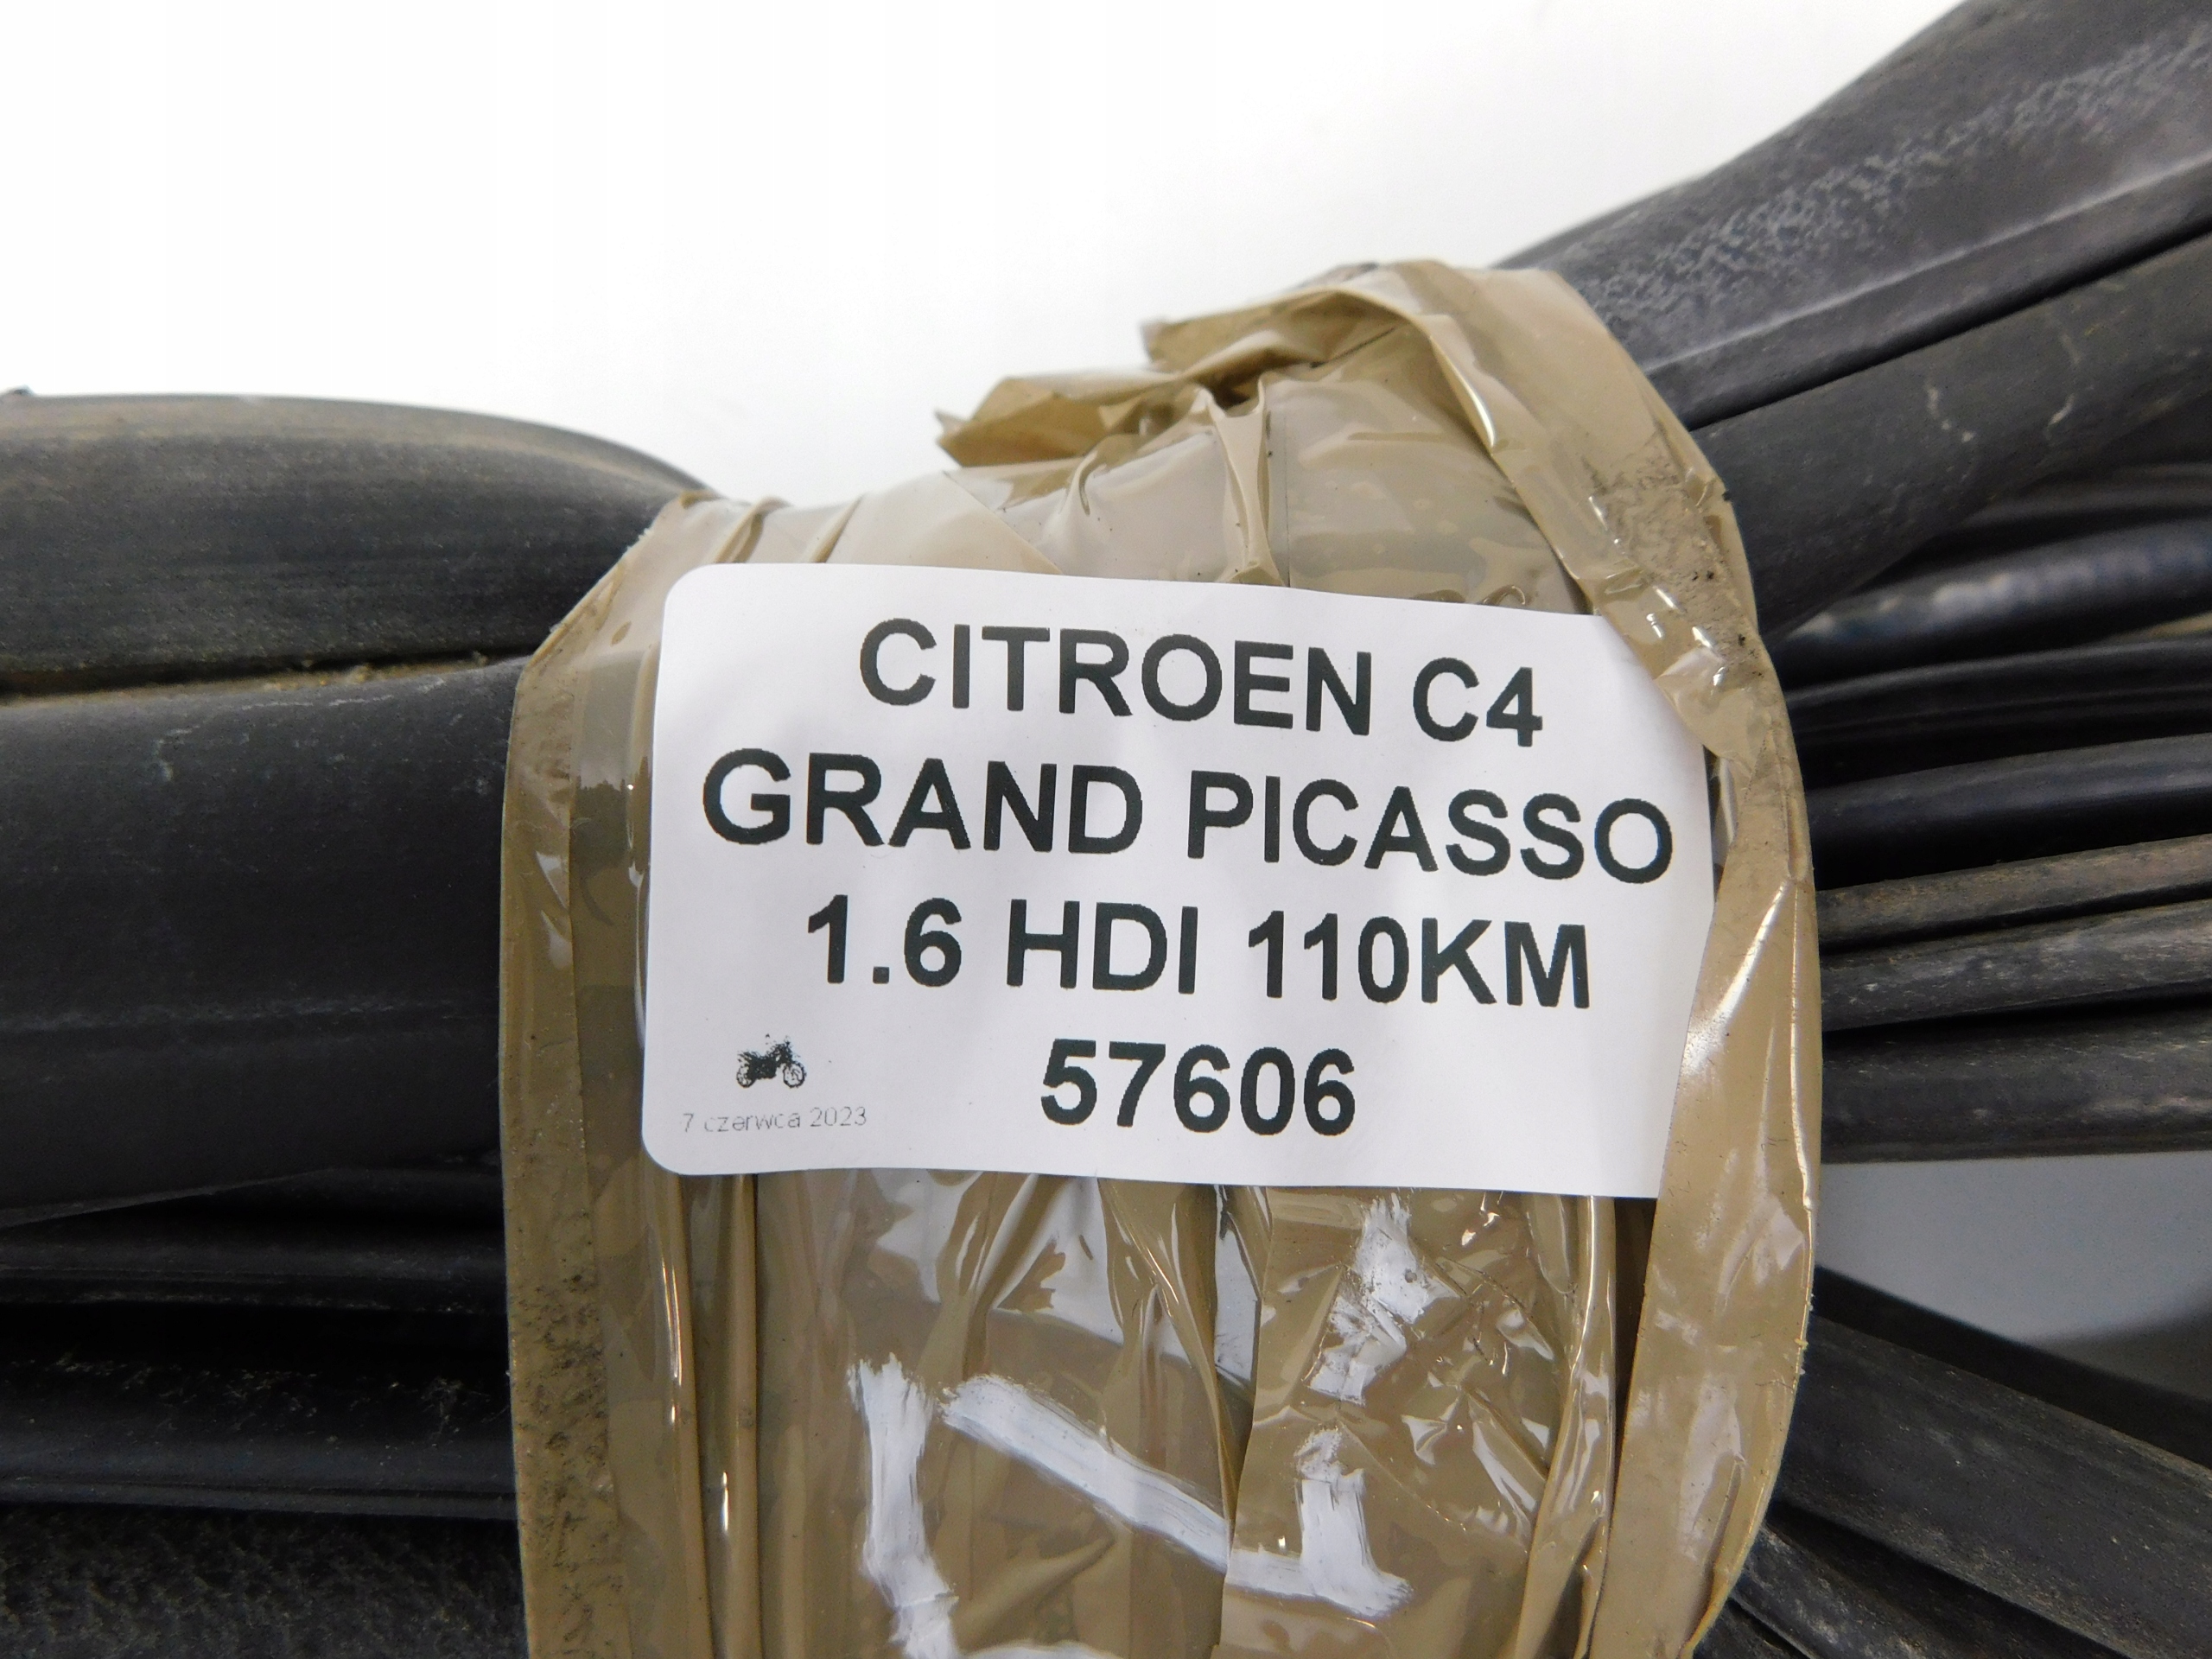 CITROEN C4
GRAND PICASSO
1.6 HDI 110KM
57606
7 czerwca 2023